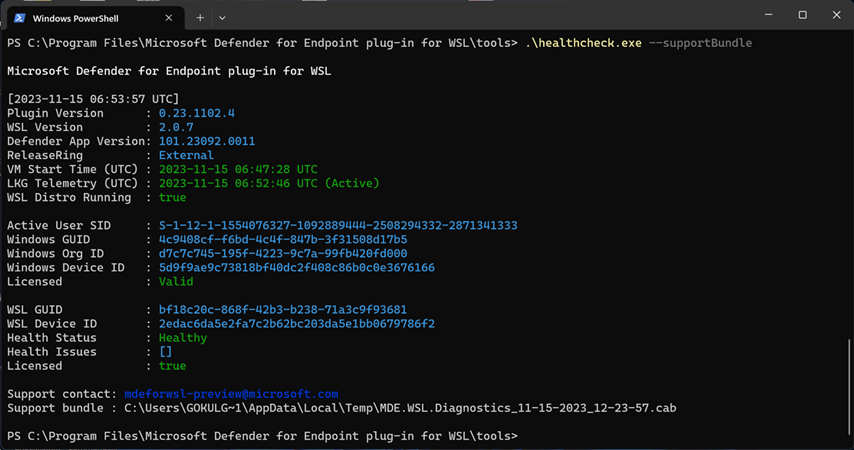 Windows PowerShell
PS C:\Program Files\Microsoft Defender for Endpoint plug-in for WSL\tools> .\healthcheck.exe --supportBundle
Microsoft Defender for Endpoint plug-in for WSL
[2023-11-15 06:53:57 UTC]
Plugin Version : 0.23.1102.4
WSL Version : 2.0.7
Defender App Version: 101.23092.0011
ReleaseRing : External
VM Start Time (UTC) : 2023-11-15 06:47:28 UTC
LKG Telemetry (UTC) : 2023-11-15 06:52:46 UTC (Active)
WSL Distro Running : true
Active User SID : S-1-12-1-1554076327-1092889444-2508294332-2871341333
Windows GUID : 4c9408cf-f6bd-4c4f-847b-3f31508d17b5
Windows Org ID : d7c7c745-195f-4223-9c7a-99fb420fd000
Windows Device ID : 5d9f9ae9c73818bf40dc2f408c86b0c0e3676166
Licensed : Valid
WSL GUID : bf18c20c-868f-42b3-b238-71a3c9f93681
WSL Device ID : 2edac6da5e2fa7c2b62bc203da5e1bb0679786f2
Health Status : Healthy
Health Issues : []
Licensed : true
Support contact: mdeforwsl-preview@microsoft.com
Support bundle : C:\Users\GOKULG~1\AppData\Local\Temp\MDE.WSL.Diagnostics_11-15-2023_12-23-57.cab
PS C:\Program Files\Microsoft Defender for Endpoint plug-in for WSL\tools>